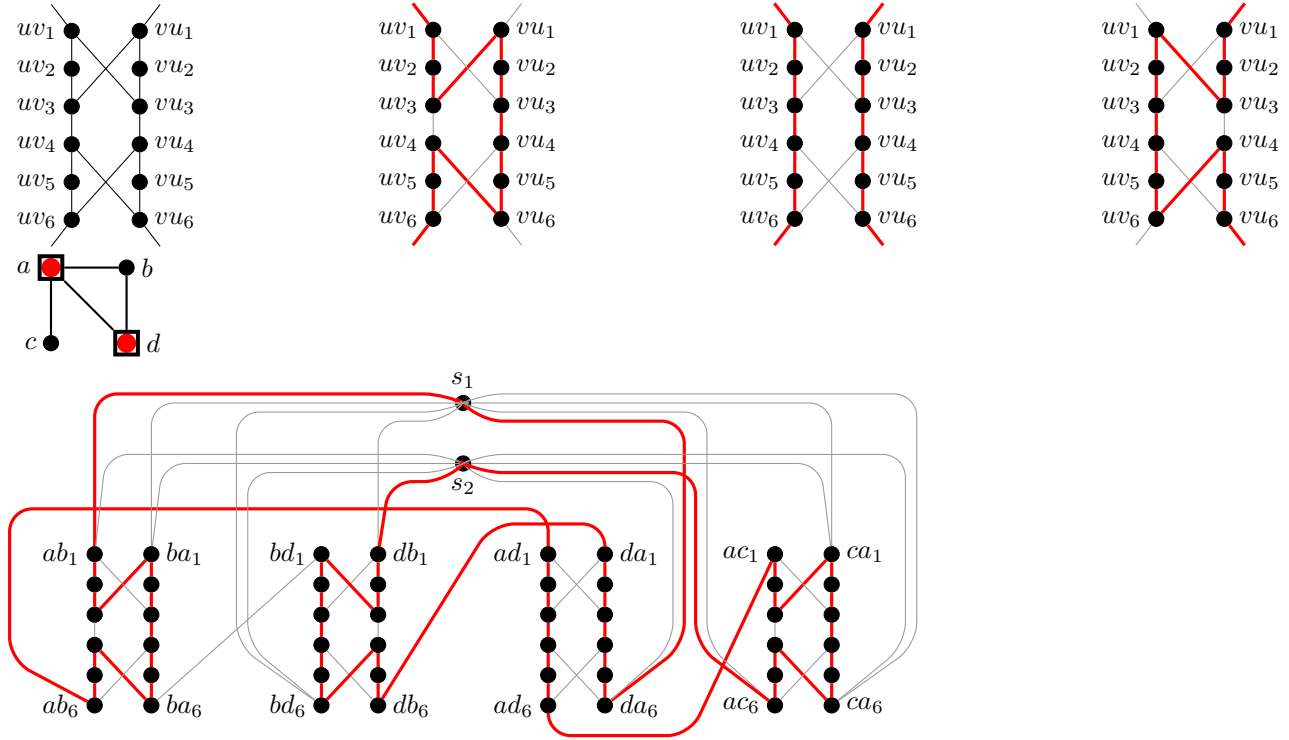 uv₁ vu₁ uv₁ vu₁ uv₁ vu₁ uv₁ vu₁
uv₂ vu₂ uv₂ vu₂ uv₂ vu₂ uv₂ vu₂
uv₃ vu₃ uv₃ vu₃ uv₃ vu₃ uv₃ vu₃
uv₄ vu₄ uv₄ vu₄ uv₄ vu₄ uv₄ vu₄
uv₅ vu₅ uv₅ vu₅ uv₅ vu₅ uv₅ vu₅
uv₆ vu₆ uv₆ vu₆ uv₆ vu₆ uv₆ vu₆
a b
c d
s₁
s₂
ab₁ ba₁ bd₁ db₁ ad₁ da₁ ac₁ ca₁
ab₆ ba₆ bd₆ db₆ ad₆ da₆ ac₆ ca₆